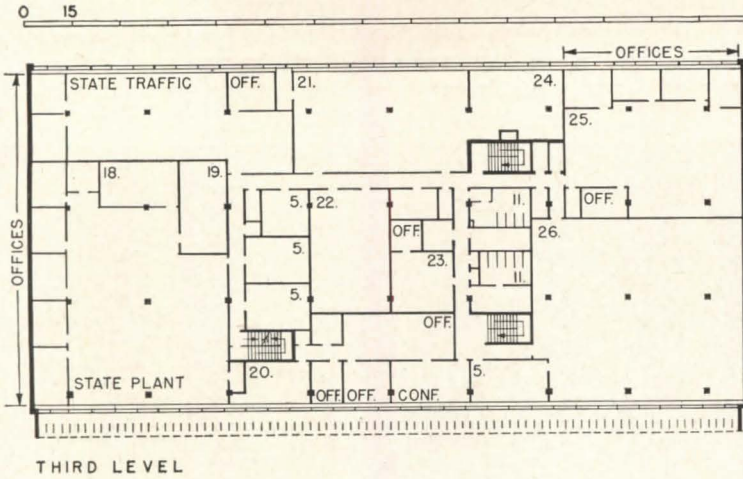 0 15
OFFICES
STATE TRAFFIC OFF. 21. 24.
25.
18. 19.
5. 22. 11. OFF.
OFF. 26.
OFFICES
5. 23. 11.
5.
OFF.
STATE PLANT 20. OFF. OFF. CONF. 5.
THIRD LEVEL